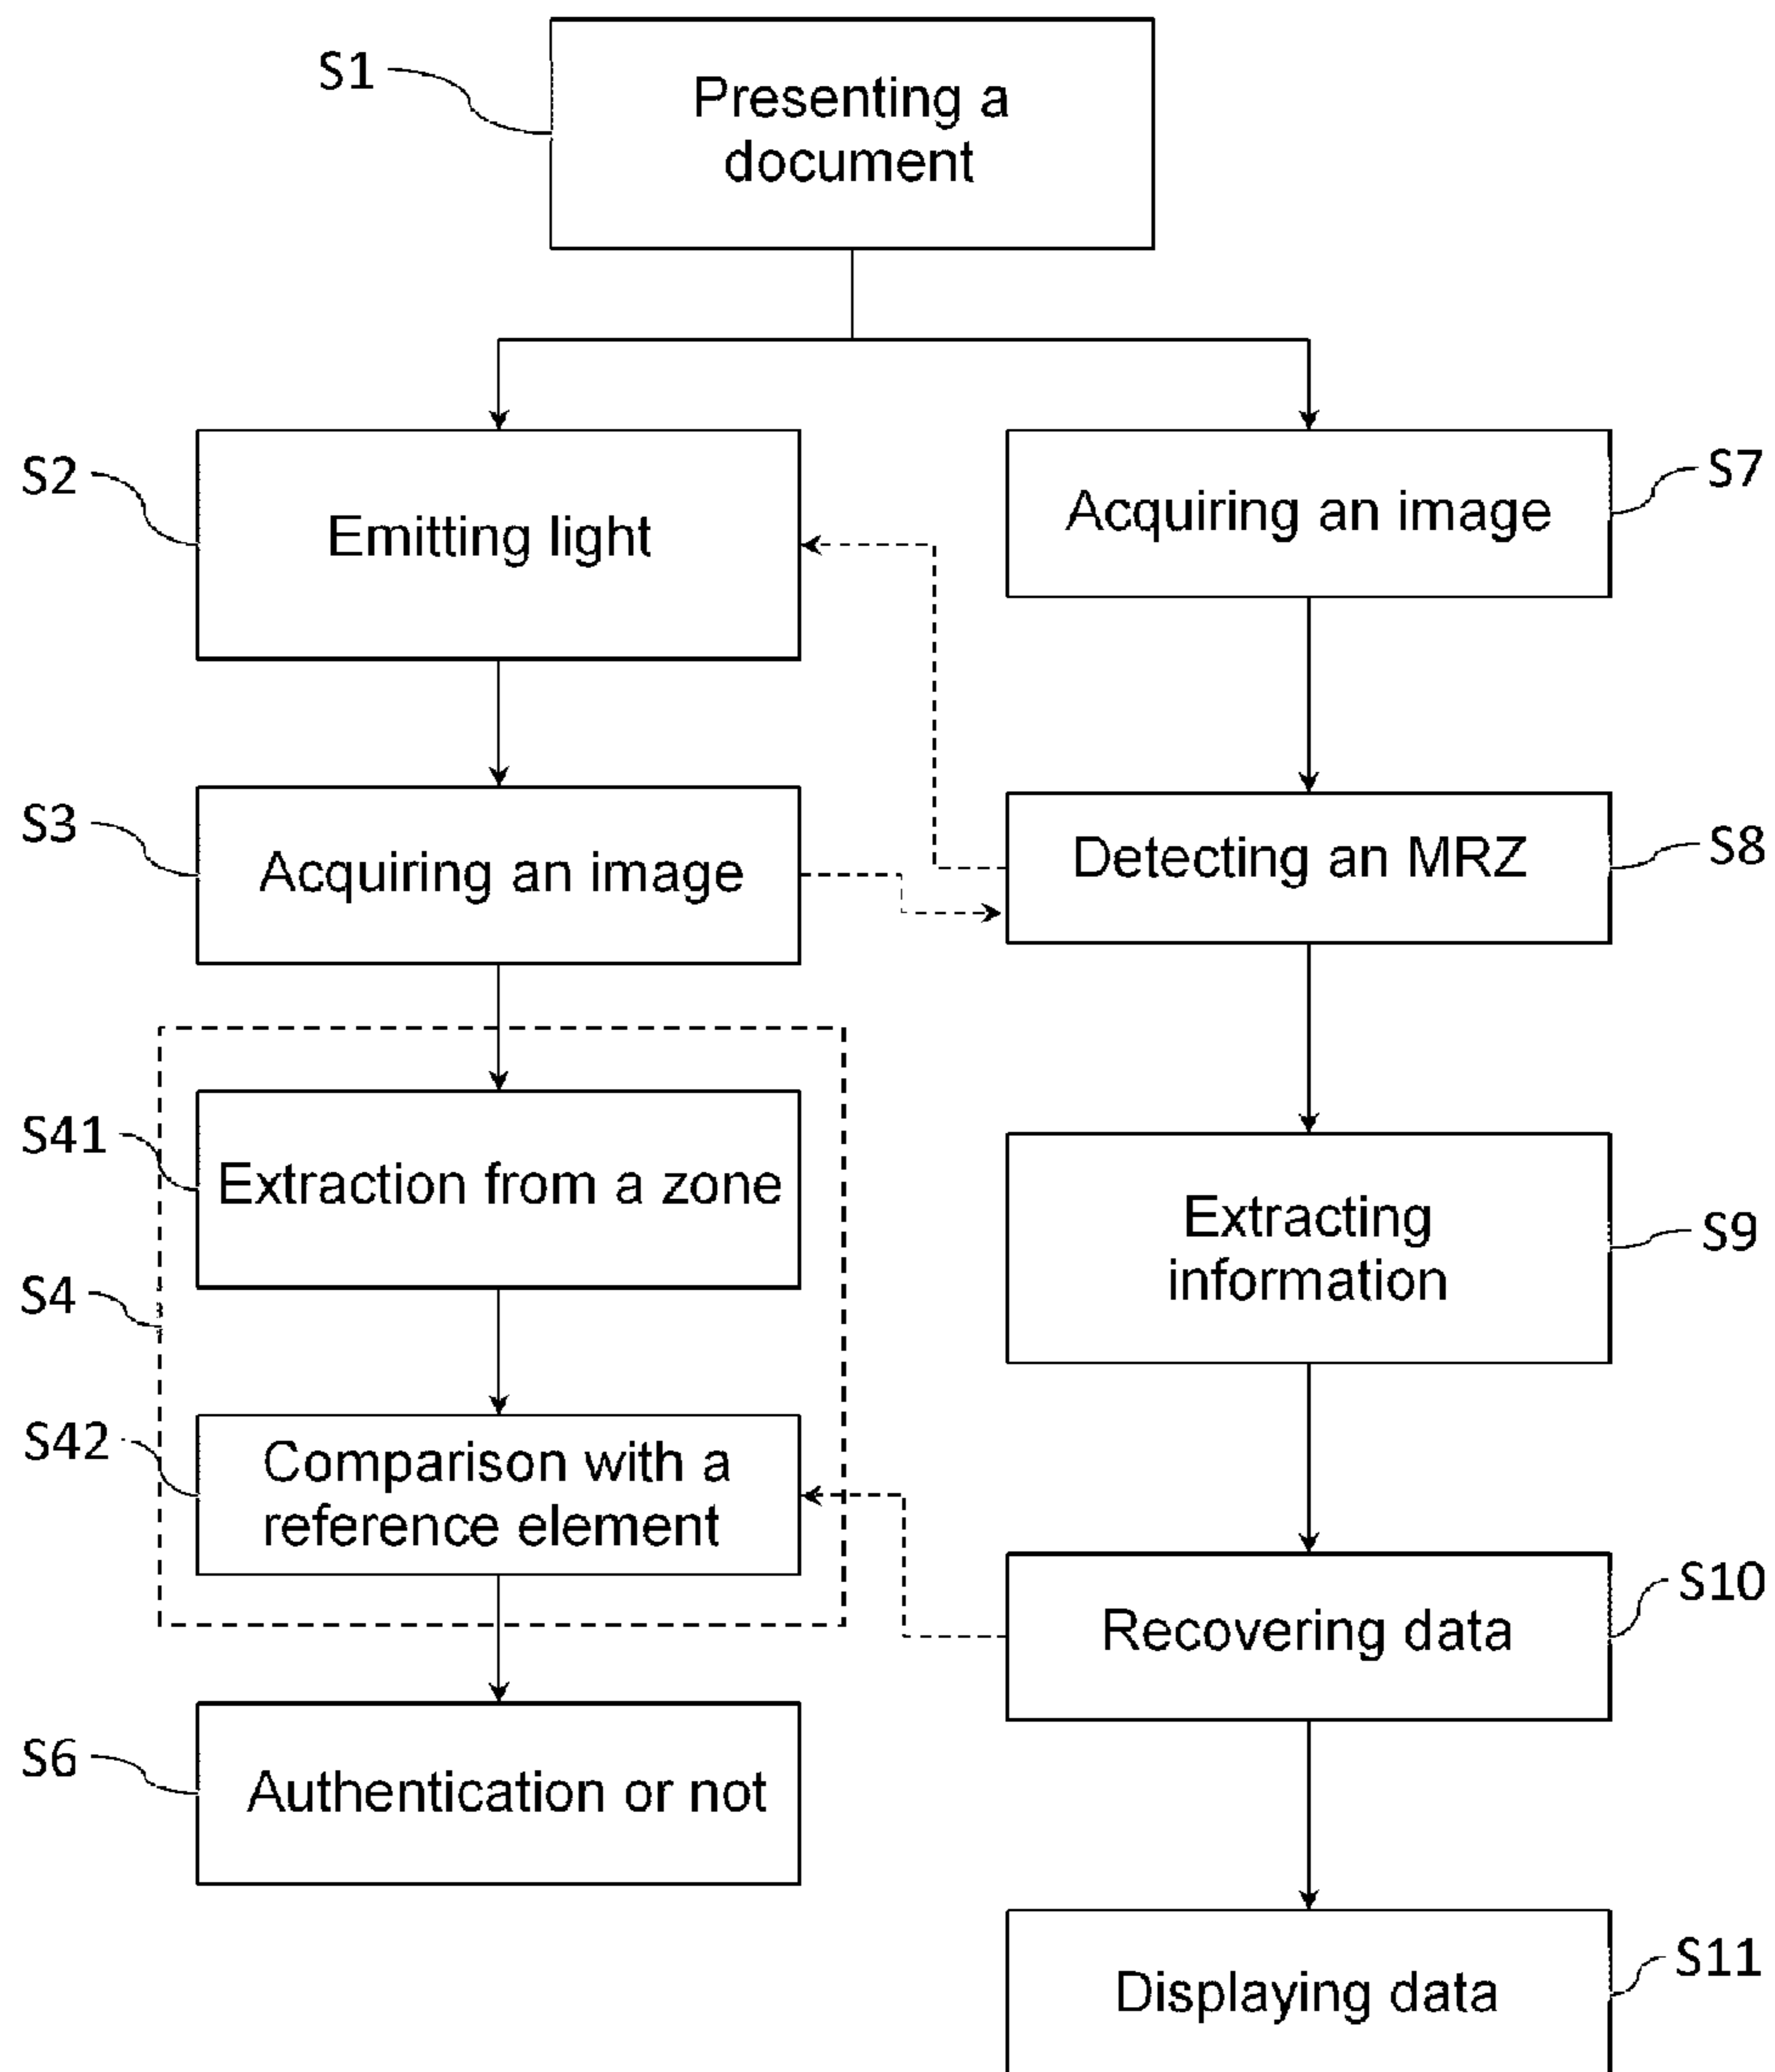 S1
Presenting a
document
S2
Emitting light
S7
Acquiring an image
S3
Acquiring an image
S8
Detecting an MRZ
S41
Extraction from a zone
S9
Extracting
information
S4
S42
Comparison with a
reference element
S10
Recovering data
S6
Authentication or not
S11
Displaying data